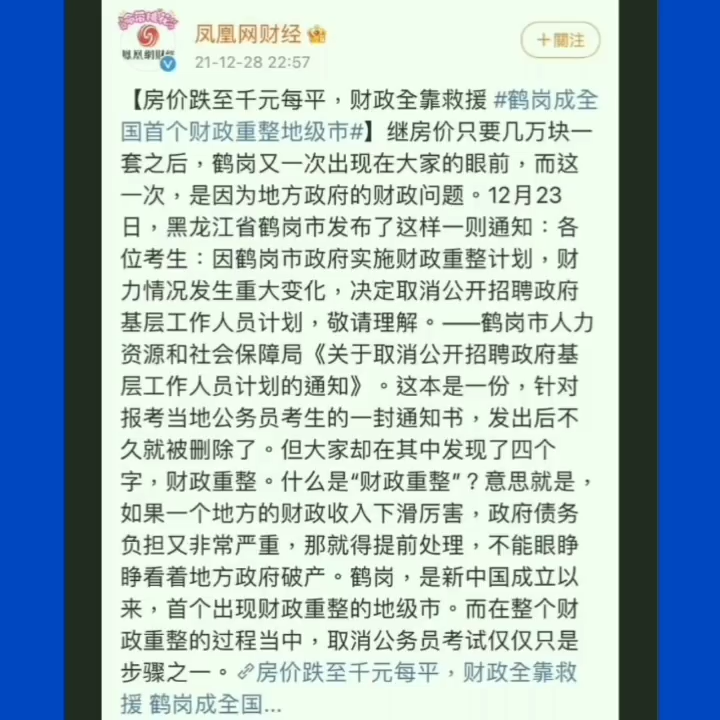 凤凰网财经
+關注
鳳凰網财經
21-12-28 22:57
【房价跌至千元每平，财政全靠救援 #鹤岗成全
国首个财政重整地级市#】继房价只要几万块一
套之后，鹤岗又一次出现在大家的眼前，而这
一次，是因为地方政府的财政问题。12月23
日，黑龙江省鹤岗市发布了这样一则通知：各
位考生：因鹤岗市政府实施财政重整计划，财
力情况发生重大变化，决定取消公开招聘政府
基层工作人员计划，敬请理解。——鹤岗市人力
资源和社会保障局《关于取消公开招聘政府基
层工作人员计划的通知》。这本是一份，针对
报考当地公务员考生的一封通知书，发出后不
久就被删除了。但大家却在其中发现了四个
字，财政重整。什么是“财政重整”？意思就是，
如果一个地方的财政收入下滑厉害，政府债务
负担又非常严重，那就得提前处理，不能眼睁
睁看着地方政府破产。鹤岗，是新中国成立以
来，首个出现财政重整的地级市。而在整个财
政重整的过程当中，取消公务员考试仅仅只是
步骤之一。房价跌至千元每平，财政全靠救
援 鹤岗成全国...